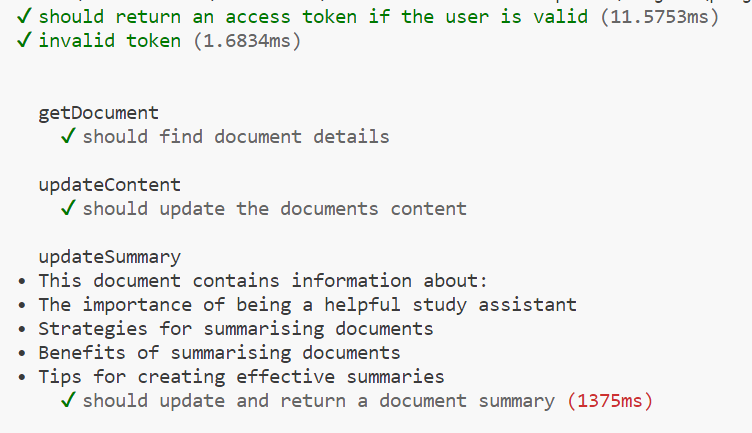 ✓ should return an access token if the user is valid (11.5753ms)
✓ invalid token (1.6834ms)
getDocument
✓ should find document details
updateContent
✓ should update the documents content
updateSummary
• This document contains information about:
• The importance of being a helpful study assistant
• Strategies for summarising documents
• Benefits of summarising documents
• Tips for creating effective summaries
✓ should update and return a document summary (1375ms)